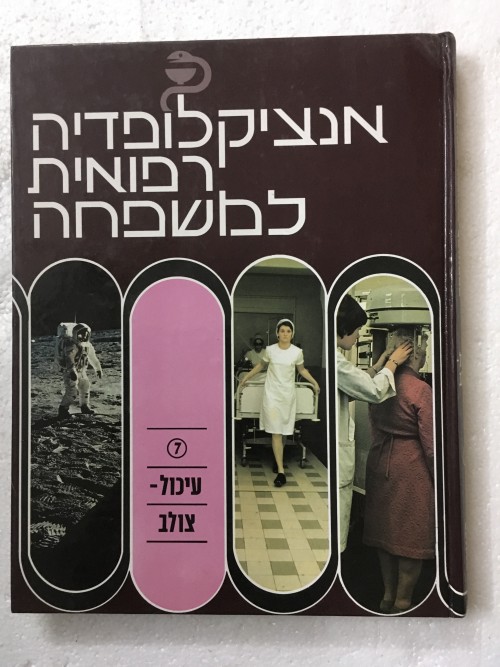 אנציקלופדיה
רפואית
למשפחה
7
עיכול-
צולב